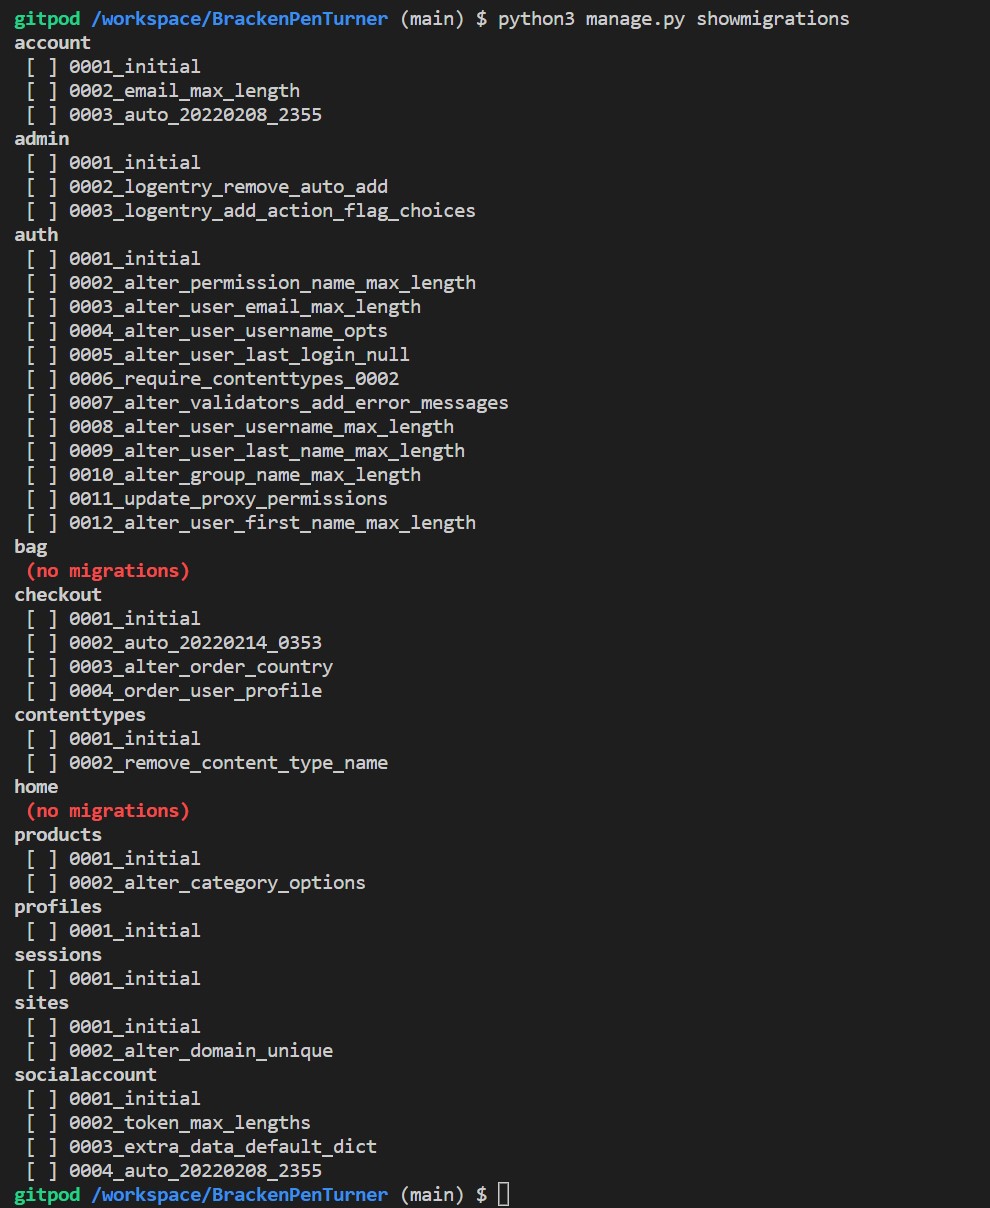 gitpod /workspace/BrackenPenTurner (main) $ python3 manage.py showmigrations
account
 [ ] 0001_initial
 [ ] 0002_email_max_length
 [ ] 0003_auto_20220208_2355
admin
 [ ] 0001_initial
 [ ] 0002_logentry_remove_auto_add
 [ ] 0003_logentry_add_action_flag_choices
auth
 [ ] 0001_initial
 [ ] 0002_alter_permission_name_max_length
 [ ] 0003_alter_user_email_max_length
 [ ] 0004_alter_user_username_opts
 [ ] 0005_alter_user_last_login_null
 [ ] 0006_require_contenttypes_0002
 [ ] 0007_alter_validators_add_error_messages
 [ ] 0008_alter_user_username_max_length
 [ ] 0009_alter_user_last_name_max_length
 [ ] 0010_alter_group_name_max_length
 [ ] 0011_update_proxy_permissions
 [ ] 0012_alter_user_first_name_max_length
bag
 (no migrations)
checkout
 [ ] 0001_initial
 [ ] 0002_auto_20220214_0353
 [ ] 0003_alter_order_country
 [ ] 0004_order_user_profile
contenttypes
 [ ] 0001_initial
 [ ] 0002_remove_content_type_name
home
 (no migrations)
products
 [ ] 0001_initial
 [ ] 0002_alter_category_options
profiles
 [ ] 0001_initial
sessions
 [ ] 0001_initial
sites
 [ ] 0001_initial
 [ ] 0002_alter_domain_unique
socialaccount
 [ ] 0001_initial
 [ ] 0002_token_max_lengths
 [ ] 0003_extra_data_default_dict
 [ ] 0004_auto_20220208_2355
gitpod /workspace/BrackenPenTurner (main) $